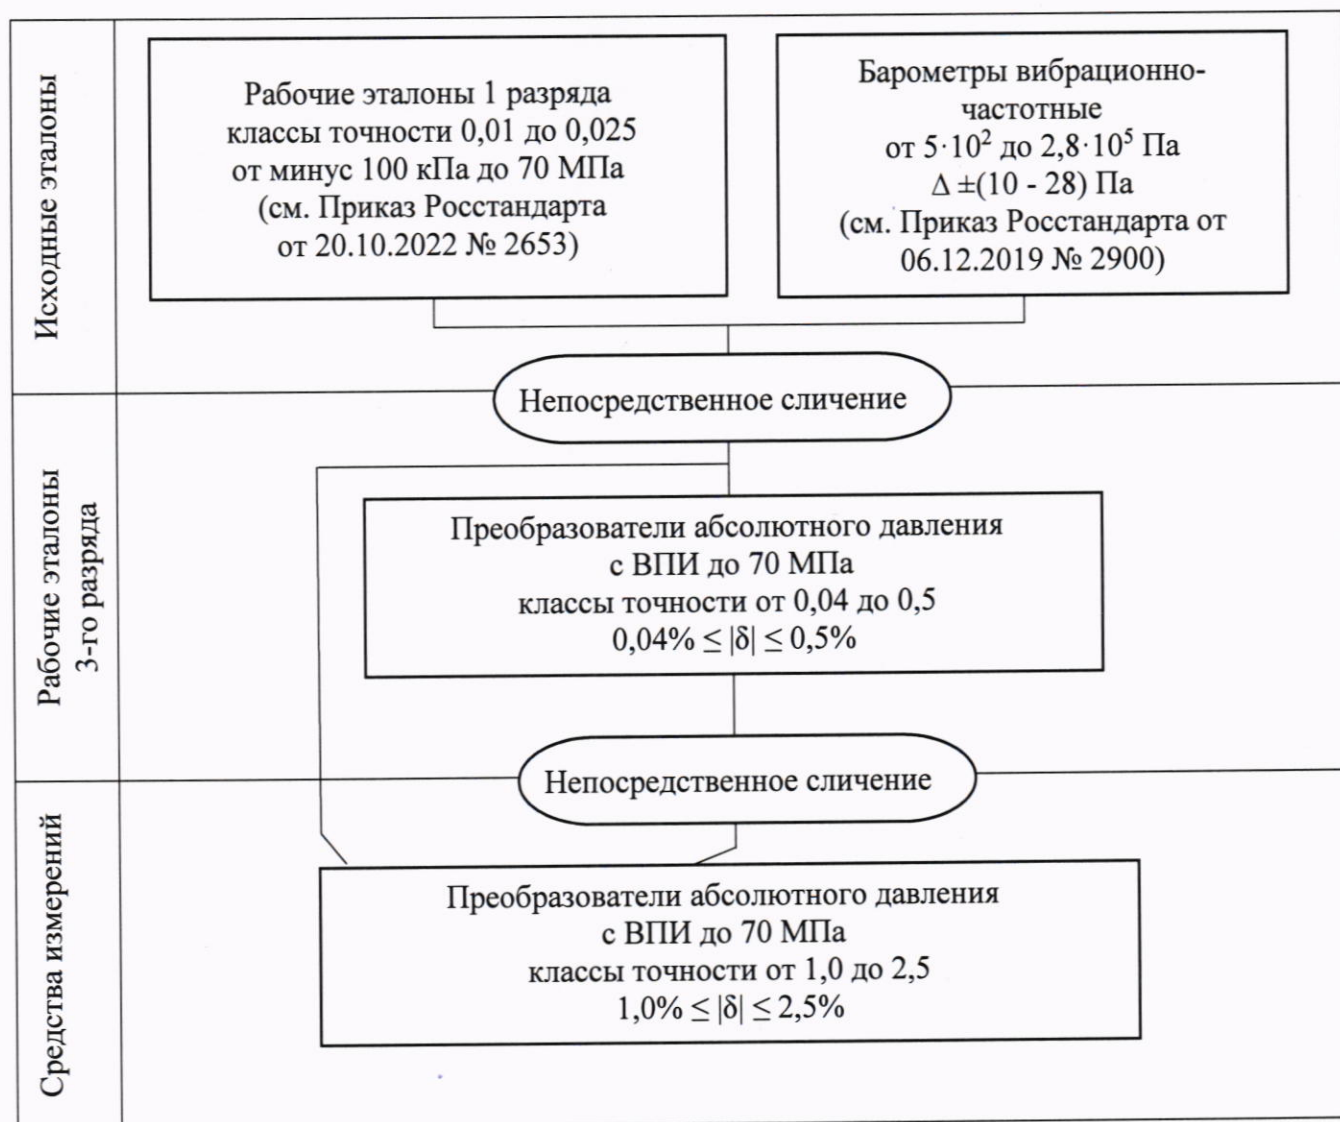 Исходные эталоны
Рабочие эталоны 1 разряда
классы точности 0,01 до 0,025
от минус 100 кПа до 70 МПа
(см. Приказ Росстандарта
от 20.10.2022 № 2653)
Барометры вибрационно-
частотные
от 5·10² до 2,8·10⁵ Па
Δ ±(10 - 28) Па
(см. Приказ Росстандарта от
06.12.2019 № 2900)
Непосредственное сличение
Рабочие эталоны
3-го разряда
Преобразователи абсолютного давления
с ВПИ до 70 МПа
классы точности от 0,04 до 0,5
0,04% ≤ |δ| ≤ 0,5%
Непосредственное сличение
Средства измерений
Преобразователи абсолютного давления
с ВПИ до 70 МПа
классы точности от 1,0 до 2,5
1,0% ≤ |δ| ≤ 2,5%